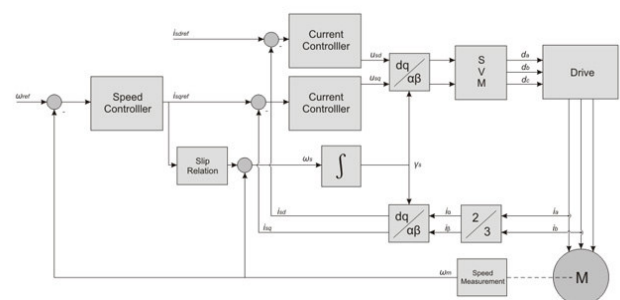 isdref
Current
Controlller
usd
dq
αβ
S
V
M
da
db
dc
Drive
ωref
-
Speed
Controlller
isqref
-
Current
Controlller
usq
Slip
Relation
ωs
∫
γs
isd
isq
dq
αβ
iα
iβ
2
3
ia
ib
ωm
Speed
Measurement
M